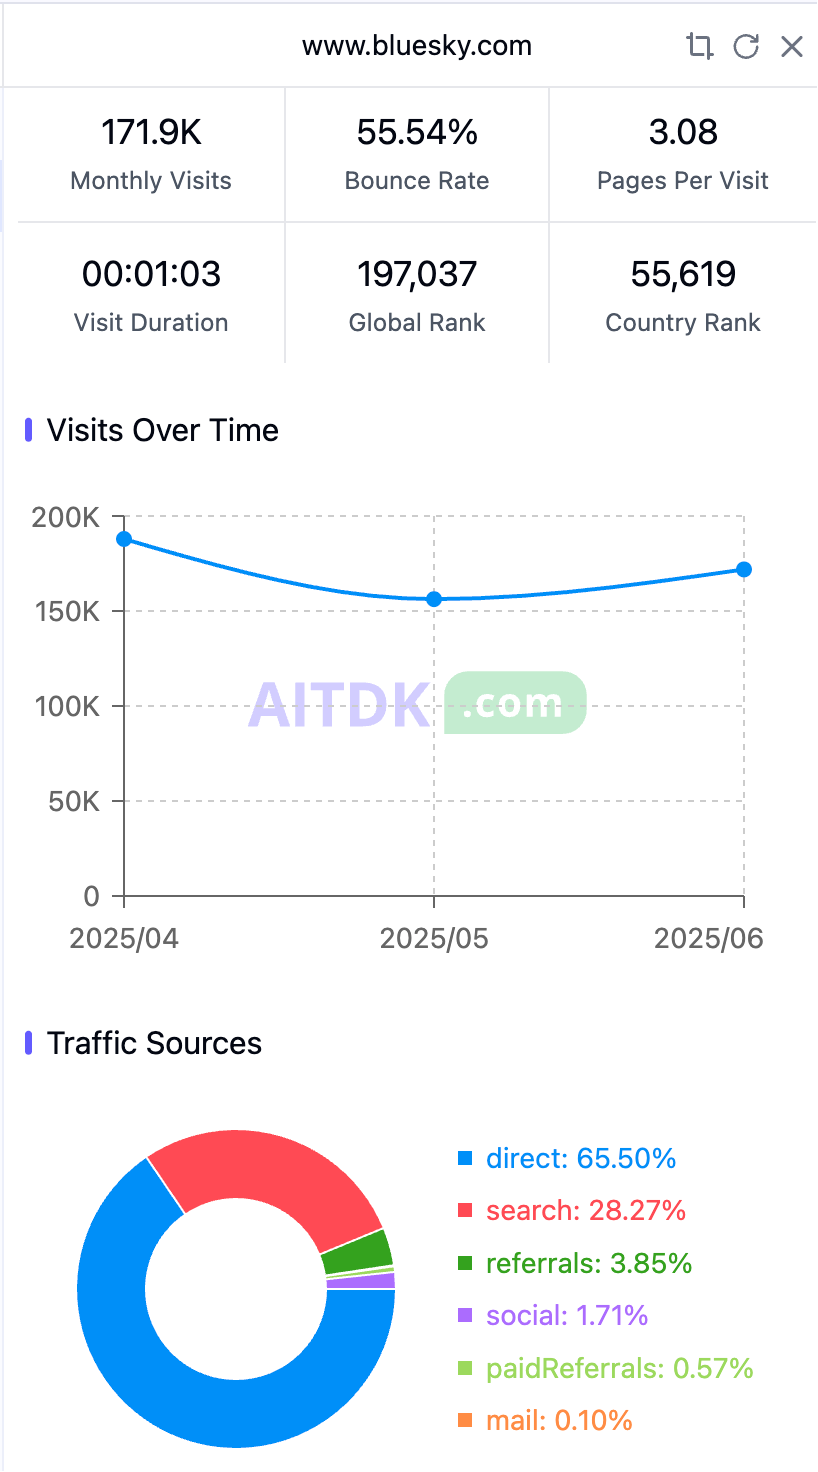 www.bluesky.com
171.9K 55.54% 3.08
Monthly Visits Bounce Rate Pages Per Visit
00:01:03 197,037 55,619
Visit Duration Global Rank Country Rank
Visits Over Time
200K
150K
100K
50K
0
AITDK .com
2025/04 2025/05 2025/06
Traffic Sources
direct: 65.50%
search: 28.27%
referrals: 3.85%
social: 1.71%
paidReferrals: 0.57%
mail: 0.10%